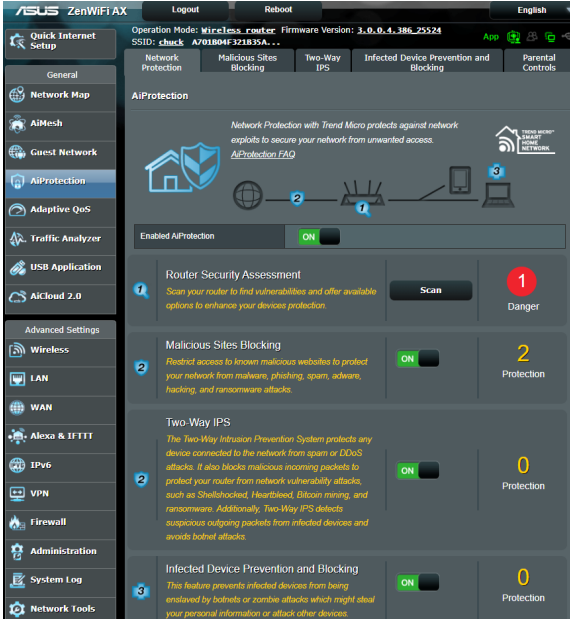 ASUS ZenWiFi AX
Logout
Reboot
English
Quick Internet
Setup
General
Network Map
AiMesh
Guest Network
AiProtection
Adaptive QoS
Traffic Analyzer
USB Application
AiCloud 2.0
Advanced Settings
Wireless
LAN
WAN
Alexa & IFTTT
IPv6
VPN
Firewall
Administration
System Log
Network Tools
Operation Mode: Wireless router Firmware Version: 3.0.0.4.386_25524
SSID: chuck A701B04F321B35A...
App
Network
Protection
Malicious Sites
Blocking
Two-Way
IPS
Infected Device Prevention and
Blocking
Parental
Controls
AiProtection
Network Protection with Trend Micro protects against network
exploits to secure your network from unwanted access.
AiProtection FAQ
TREND MICRO
SMART
HOME
NETWORK
2
1
3
Enabled AiProtection
ON
1
Router Security Assessment
Scan your router to find vulnerabilities and offer available
options to enhance your devices protection.
Scan
1
Danger
2
Malicious Sites Blocking
Restrict access to known malicious websites to protect
your network from malware, phishing, spam, adware,
hacking, and ransomware attacks.
ON
2
Protection
2
Two-Way IPS
The Two-Way Intrusion Prevention System protects any
device connected to the network from spam or DDoS
attacks. It also blocks malicious incoming packets to
protect your router from network vulnerability attacks,
such as Shellshocked, Heartbleed, Bitcoin mining, and
ransomware. Additionally, Two-Way IPS detects
suspicious outgoing packets from infected devices and
avoids botnet attacks.
ON
0
Protection
3
Infected Device Prevention and Blocking
This feature prevents infected devices from being
enslaved by botnets or zombie attacks which might steal
your personal information or attack other devices.
ON
0
Protection